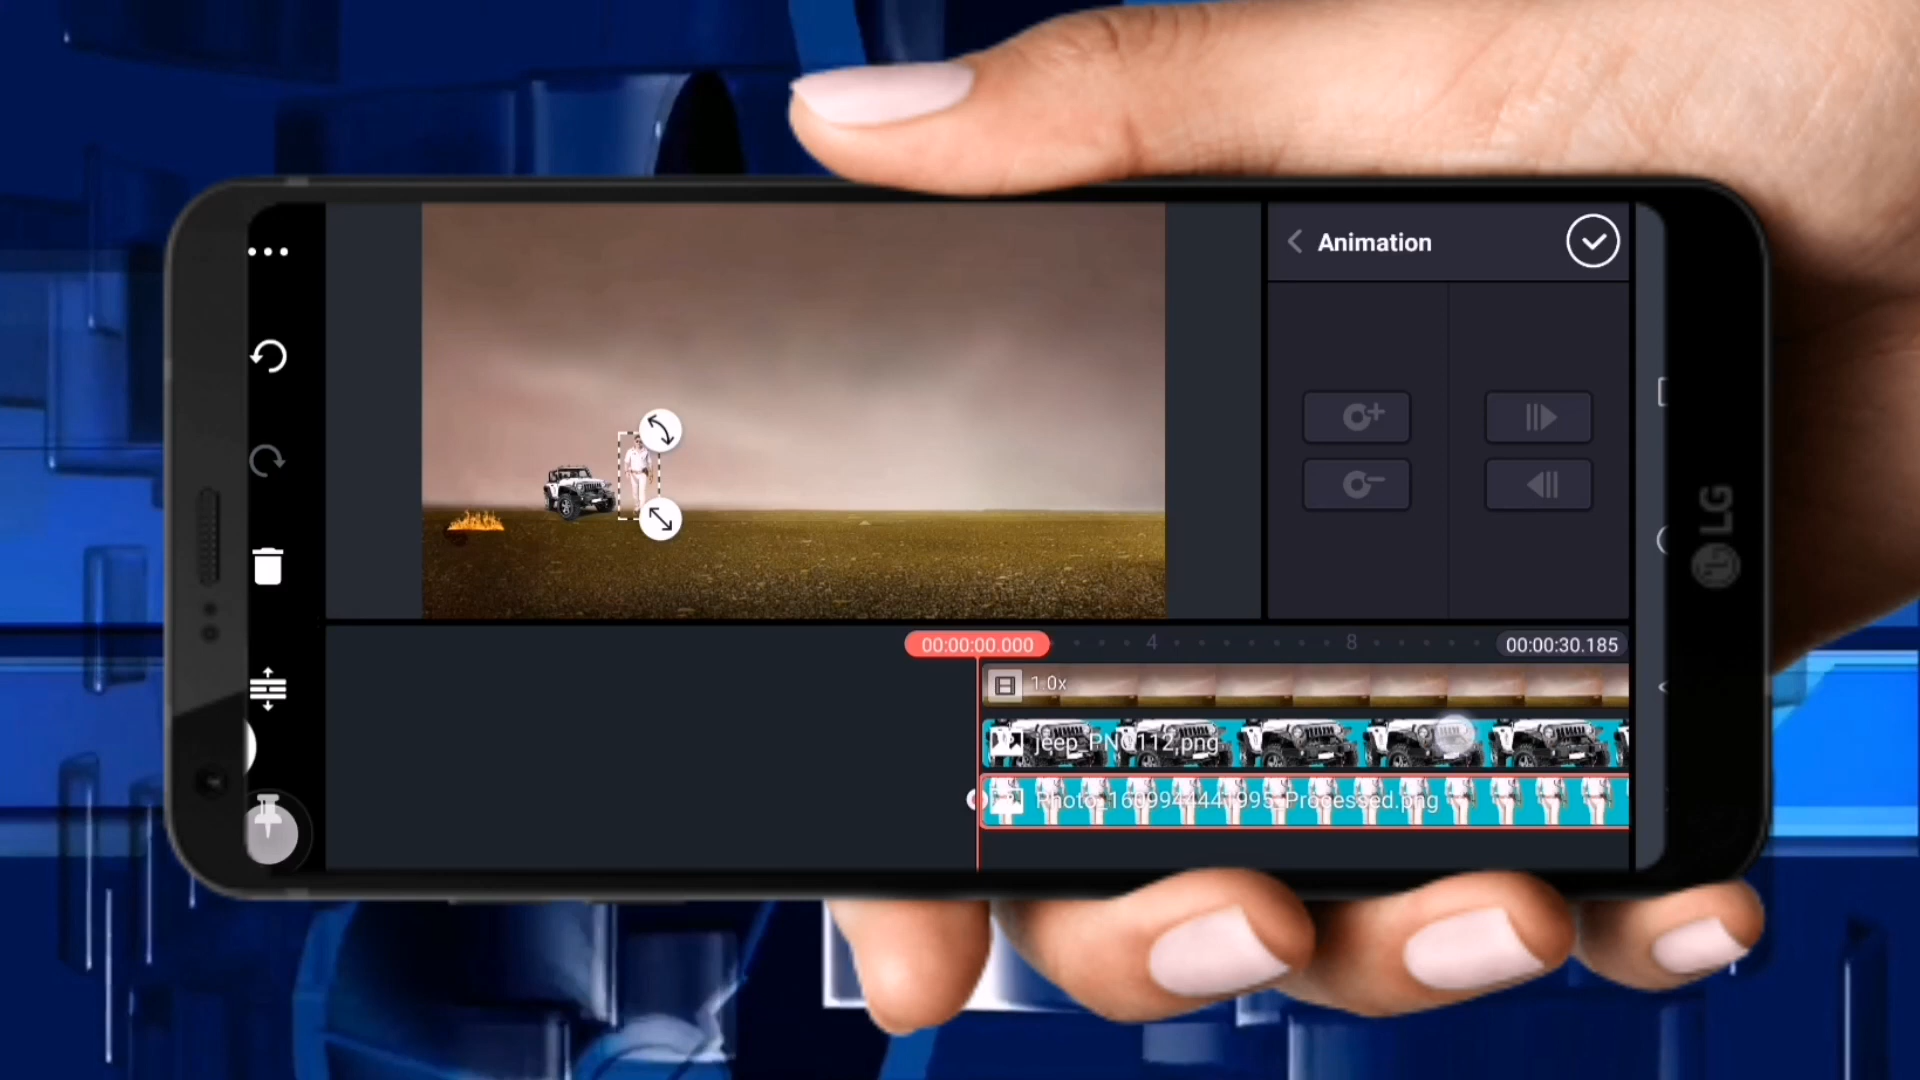 Animation
00:00:00.000
4
8
00:00:30.185
1.0x
jeep_PNG112.png
Photo_1609944441995_Processed.png
LG